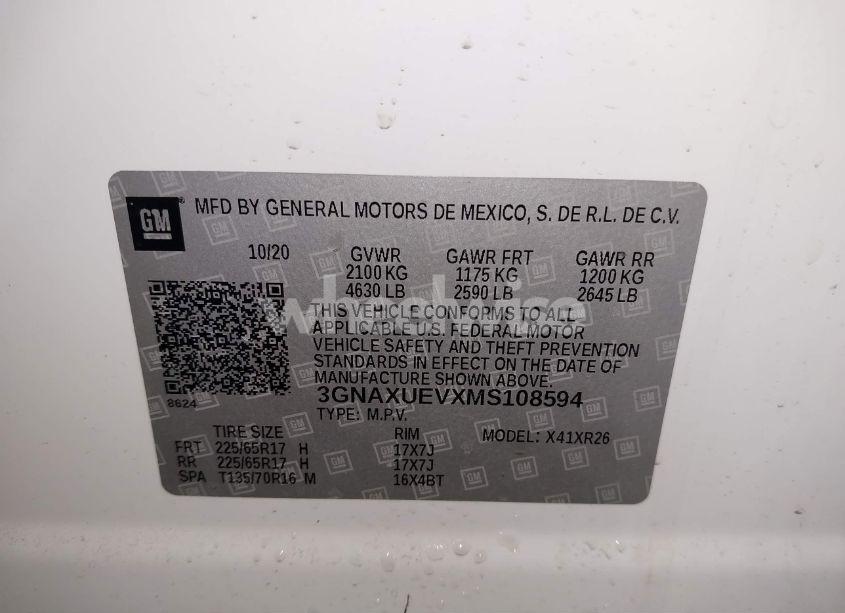 GM
MFD BY GENERAL MOTORS DE MEXICO, S. DE R.L. DE C.V.
10/20 GVWR GAWR FRT GAWR RR
2100 KG 1175 KG 1200 KG
4630 LB 2590 LB 2645 LB
THIS VEHICLE CONFORMS TO ALL
APPLICABLE U.S. FEDERAL MOTOR
VEHICLE SAFETY AND THEFT PREVENTION
STANDARDS IN EFFECT ON THE DATE OF
MANUFACTURE SHOWN ABOVE.
3GNAXUEVXMS108594
8624
TYPE: M.P.V.
TIRE SIZE RIM MODEL: X41XR26
FRT 225/65R17 H 17X7J
RR 225/65R17 H 17X7J
SPA T135/70R16 M 16X4BT